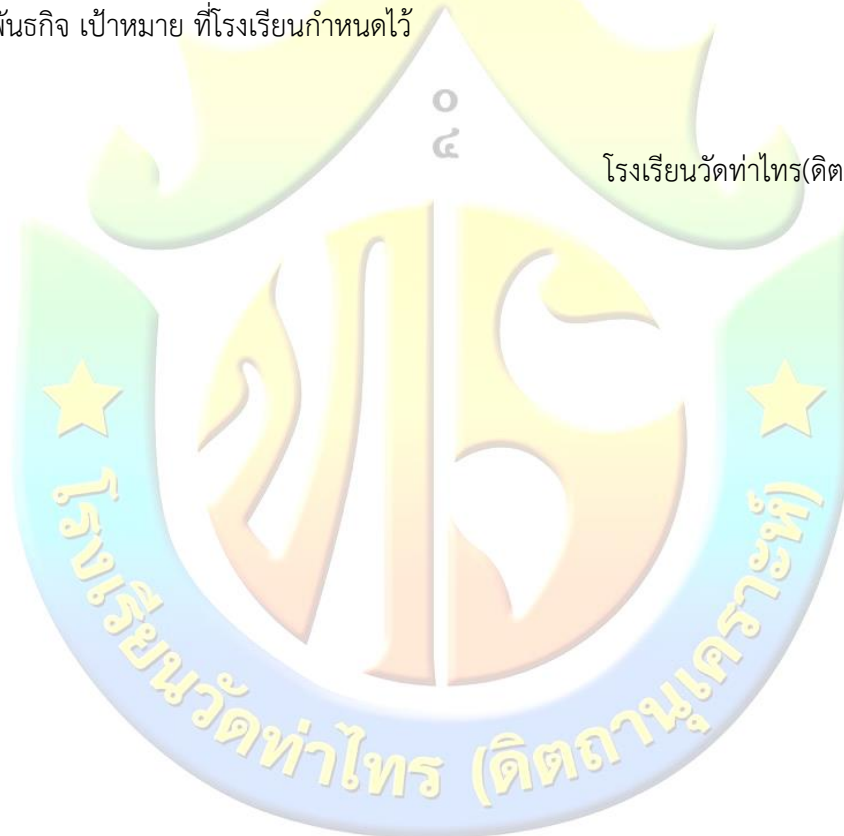 พันธกิจ เป้าหมาย ที่โรงเรียนกำหนดไว้
๐
๔
โรงเรียนวัดท่าไทร(ดิต
ทร
โรงเรียนวัดท่าไทร (ดิตถานุเคราะห์)